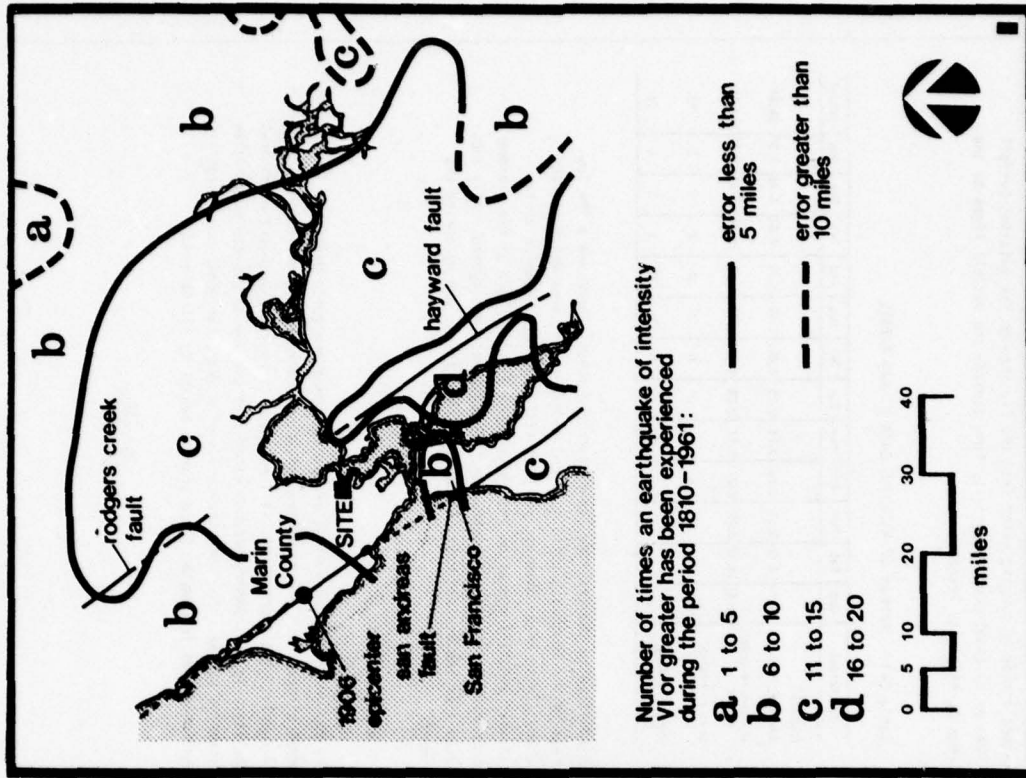 a
b
b
c
b
rodgers creek
fault
c
b
Marin
County
SITE
c
hayward fault
b
d
b
c
1906
epicenter
san andreas
fault
San Francisco
Number of times an earthquake of intensity
VI or greater has been experienced
during the period 1810-1961:
a 1 to 5
b 6 to 10
c 11 to 15
d 16 to 20
error less than
5 miles
error greater than
10 miles
0 5 10 20 30 40
miles